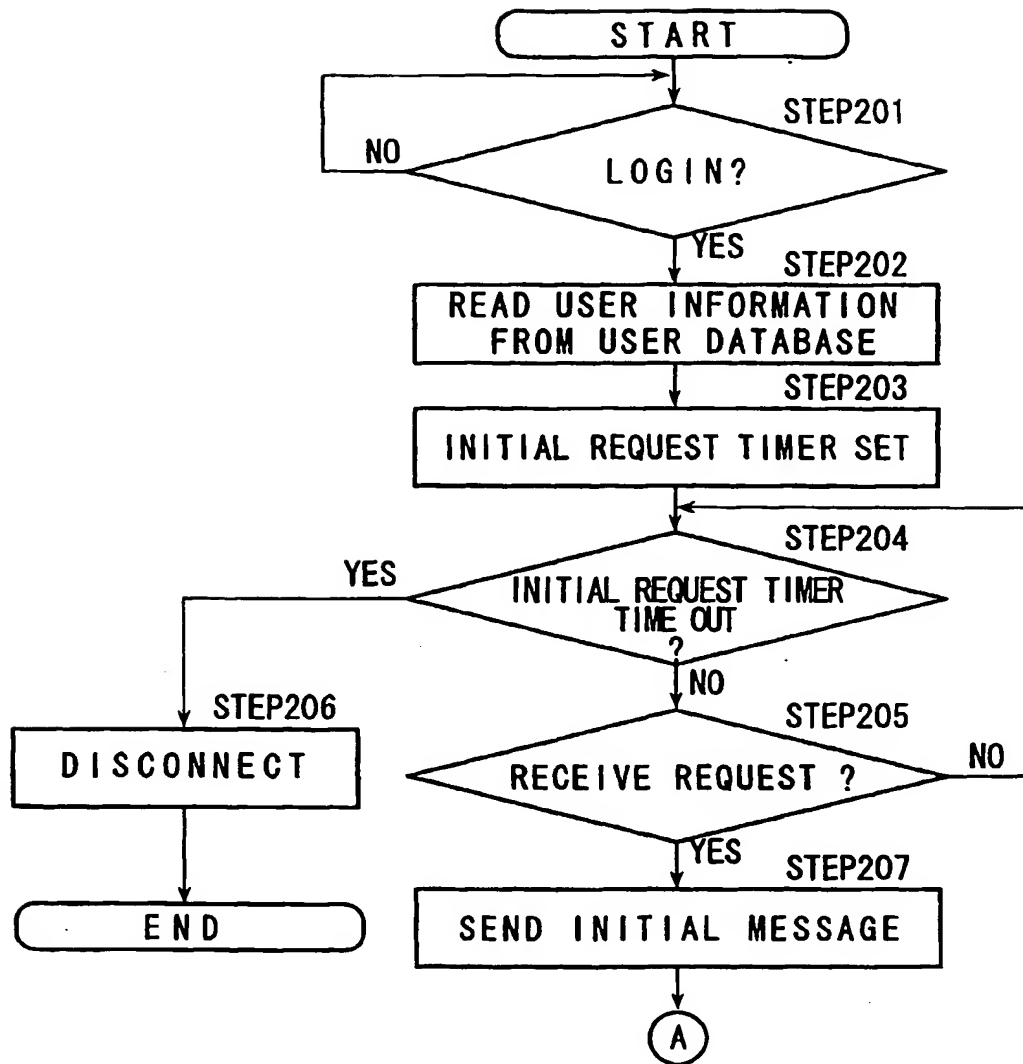 START
STEP201
NO
LOGIN?
YES
STEP202
READ USER INFORMATION
FROM USER DATABASE
STEP203
INITIAL REQUEST TIMER SET
STEP204
YES
INITIAL REQUEST TIMER
TIME OUT
?
NO
STEP206
STEP205
DISCONNECT
RECEIVE REQUEST ?
NO
YES
STEP207
END
SEND INITIAL MESSAGE
A